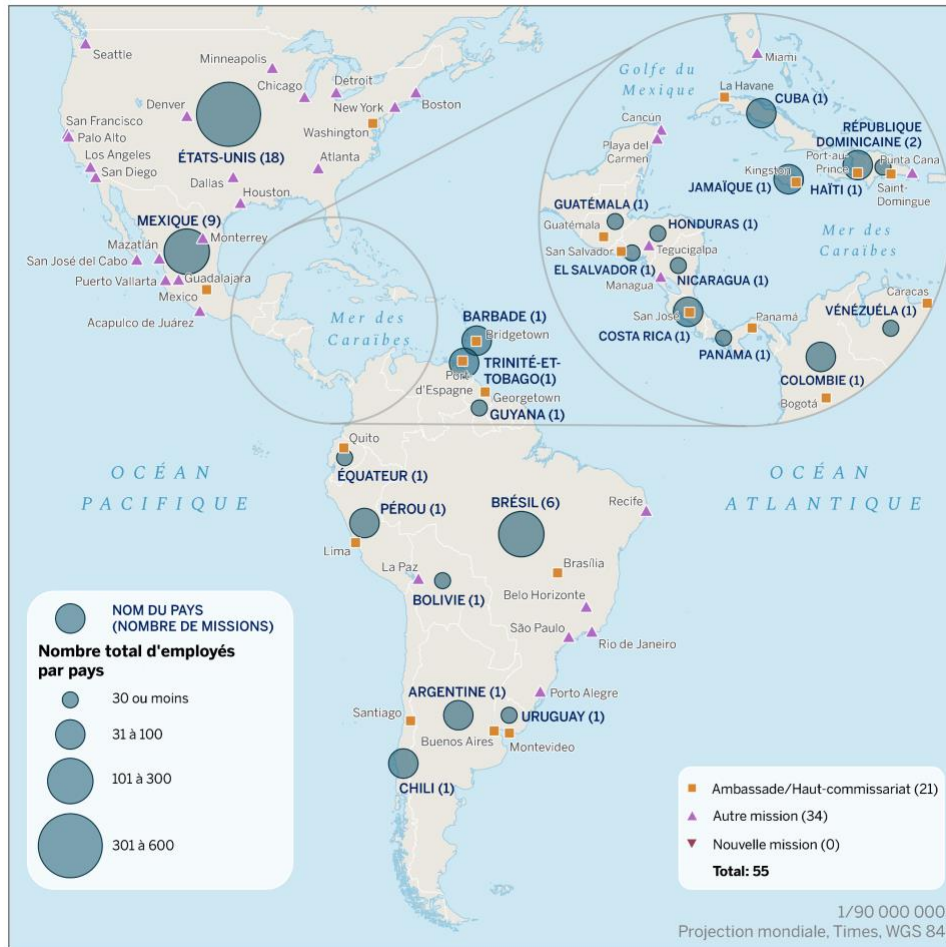 Seattle
Minneapolis
Chicago
Detroit
New York
Boston
Denver
San Francisco
Palo Alto
Washington
ÉTATS-UNIS (18)
Los Angeles
San Diego
Atlanta
Dallas
Houston
MEXIQUE (9)
Mazatlán
Monterrey
San José del Cabo
Puerto Vallarta
Guadalajara
Mexico
Acapulco de Juárez
Mer des
Caraïbes
Miami
Golfe du
Mexique
La Havane
CUBA (1)
Cancún
Playa del
Carmen
RÉPUBLIQUE
DOMINICAINE (2)
Port-au-
Prince
Punta Cana
Kingston
JAMAÏQUE (1)
HAÏTI (1)
Saint-
Domingue
GUATÉMALA (1)
Guatémala
HONDURAS (1)
San Salvador
Tegucigalpa
EL SALVADOR (1)
NICARAGUA (1)
Managua
Mer des
Caraïbes
Caracas
VÉNÉZUÉLA (1)
San José
Panamá
COSTA RICA (1)
PANAMA (1)
COLOMBIE (1)
Bogotá
BARBADE (1)
Bridgetown
TRINITÉ-ET-
TOBAGO(1)
Port
d'Espagne
Georgetown
GUYANA (1)
OCÉAN
PACIFIQUE
OCÉAN
ATLANTIQUE
Quito
ÉQUATEUR (1)
PÉROU (1)
Lima
BRÉSIL (6)
Recife
Brasília
La Paz
BOLIVIE (1)
Belo Horizonte
São Paulo
Rio de Janeiro
Porto Alegre
ARGENTINE (1)
Santiago
URUGUAY (1)
Buenos Aires
Montevideo
CHILI (1)
NOM DU PAYS
(NOMBRE DE MISSIONS)
Nombre total d'employés
par pays
30 ou moins
31 à 100
101 à 300
301 à 600
Ambassade/Haut-commissariat (21)
Autre mission (34)
Nouvelle mission (0)
Total: 55
1/90 000 000
Projection mondiale, Times, WGS 84